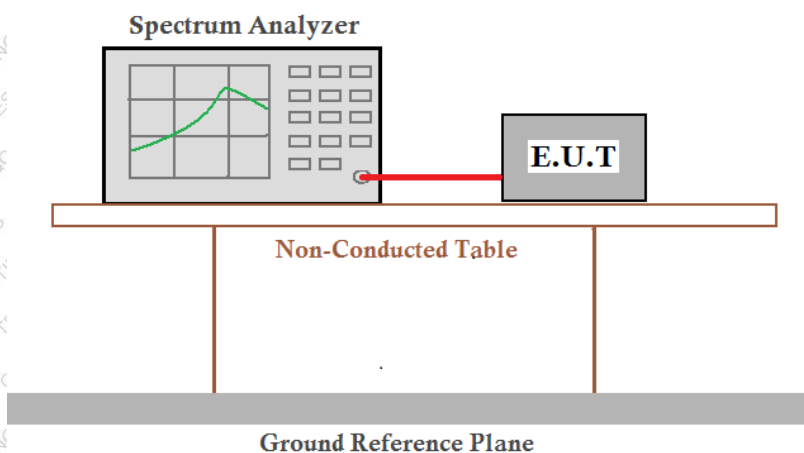 Spectrum Analyzer
E.U.T
Non-Conducted Table
Ground Reference Plane